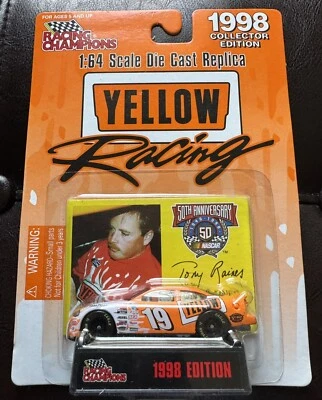 FOR AGES 3 AND UP
RACING CHAMPIONS
1998
COLLECTOR
EDITION
1:64 Scale Die Cast Replica
YELLOW
Racing
50TH ANNIVERSARY
50
NASCAR
Tony Raines
WARNING:
CHOKING HAZARD-Small parts
Not for Children under 3 years.
YELLOW
19
RACING CHAMPIONS
1998 EDITION